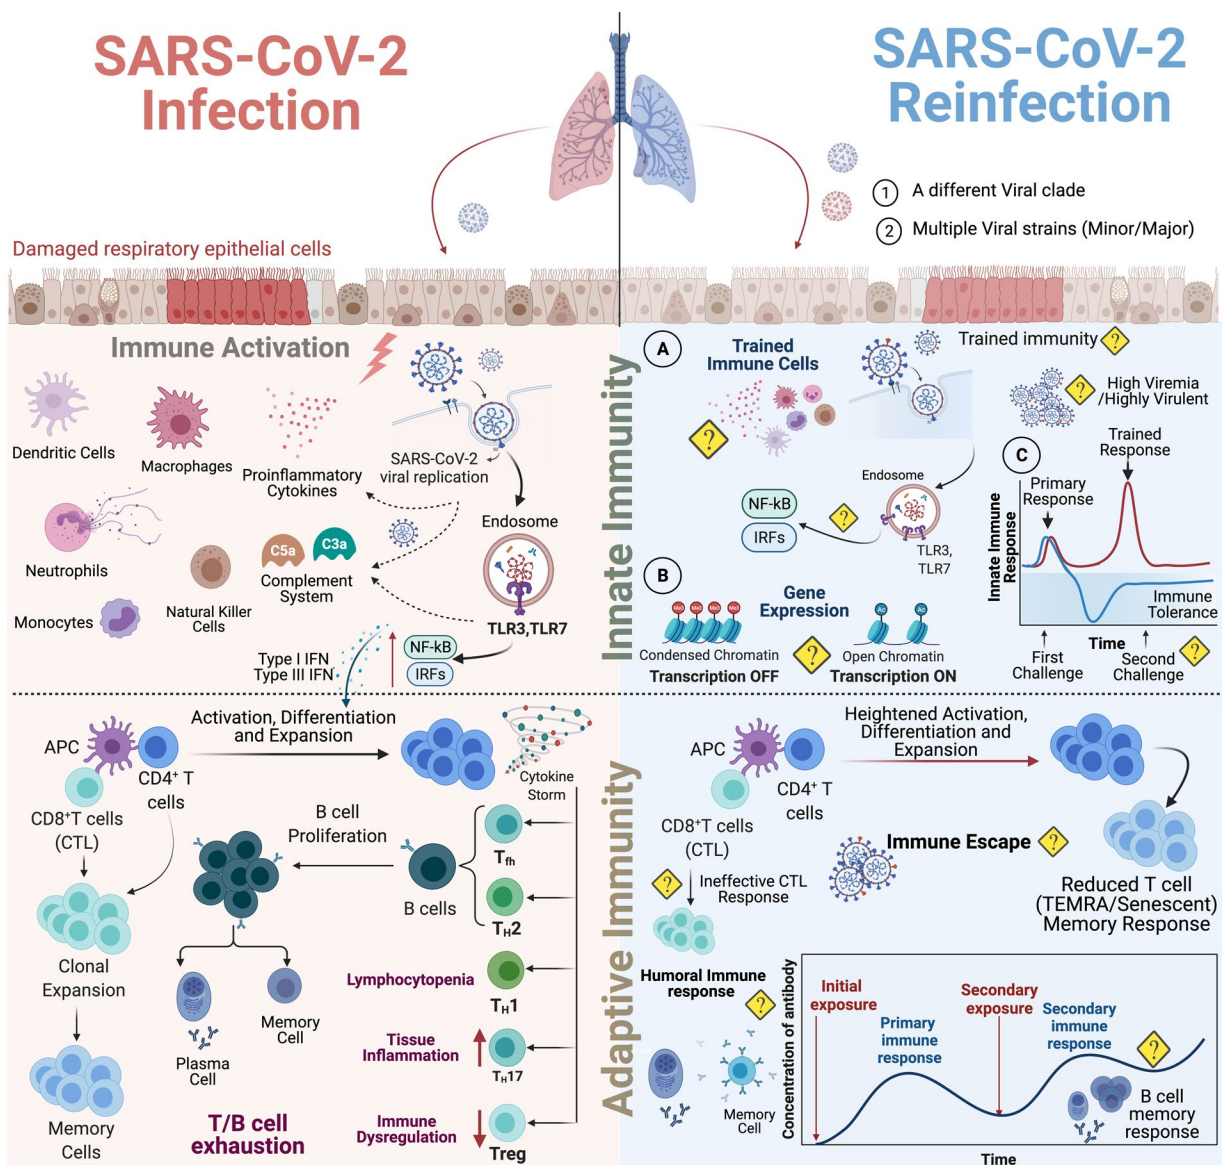 SARS-CoV-2
Infection
SARS-CoV-2
Reinfection
1 A different Viral clade
2 Multiple Viral strains (Minor/Major)
Damaged respiratory epithelial cells
Immune Activation
Dendritic Cells
Macrophages
Proinflammatory
Cytokines
SARS-CoV-2
viral replication
Endosome
Neutrophils
C5a
C3a
Complement
System
Natural Killer
Cells
Monocytes
TLR3,TLR7
Type I IFN
Type III IFN
NF-kB
IRFs
Innate Immunity
A
Trained
Immune Cells
?
Trained immunity ?
? High Viremia
/Highly Virulent
Endosome
NF-kB
IRFs
?
TLR3,
TLR7
B
Gene
Expression
Me3 Me3 Me3 Me3
Ac Ac
Condensed Chromatin
Transcription OFF
?
Open Chromatin
Transcription ON
C
Trained
Response
Primary
Response
Innate Immune
Response
Immune
Tolerance
Time
First
Challenge
Second
Challenge
?
APC
CD4⁺ T
cells
CD8⁺T cells
(CTL)
Activation, Differentiation
and Expansion
Cytokine
Storm
B cell
Proliferation
B cells
Tfh
TH2
TH1
TH17
Treg
Clonal
Expansion
Memory
Cells
Plasma
Cell
Memory
Cell
Lymphocytopenia
Tissue
Inflammation
Immune
Dysregulation
T/B cell
exhaustion
Adaptive Immunity
APC
CD4⁺ T
cells
CD8⁺T cells
(CTL)
Heightened Activation,
Differentiation and
Expansion
Immune Escape ?
Reduced T cell
(TEMRA/Senescent)
Memory Response
? Ineffective CTL
Response
Humoral Immune
response
?
Memory
Cell
Concentration of antibody
Initial
exposure
Primary
immune
response
Secondary
exposure
Secondary
immune
response
?
B cell
memory
response
Time